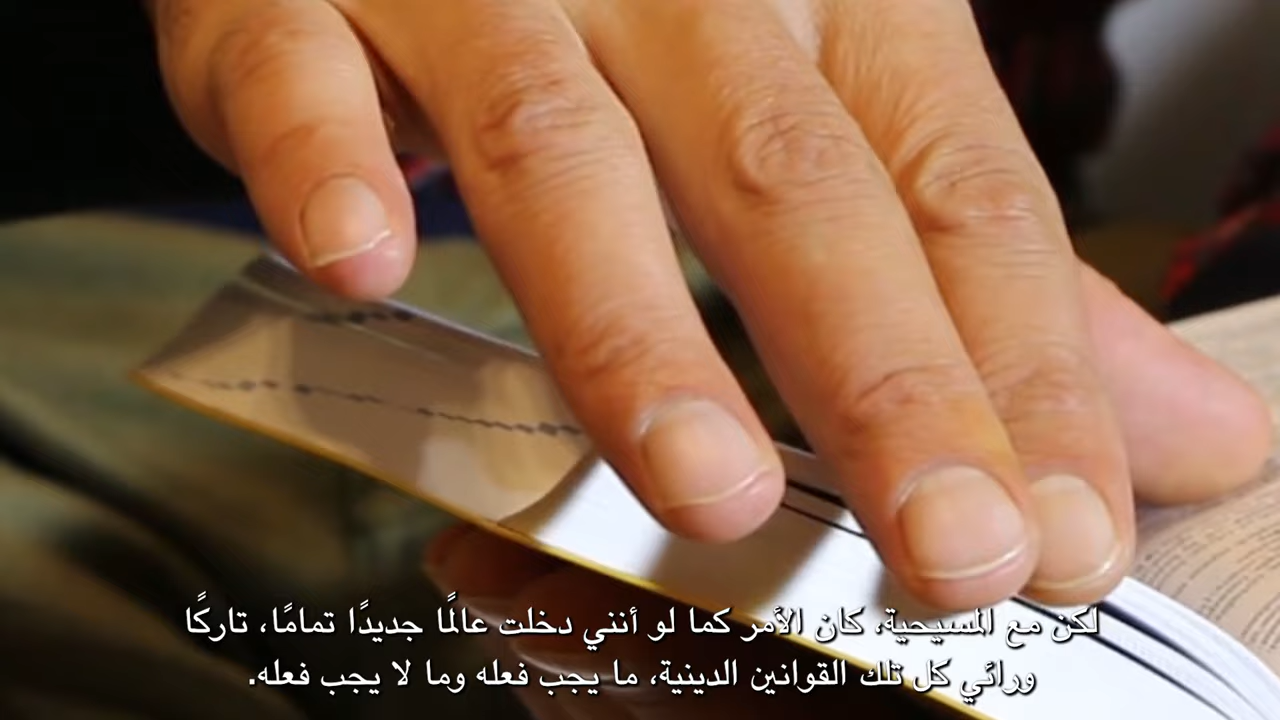 لكن مع المسيحية، كان الأمر كما لو أنني دخلت عالمًا جديدًا تمامًا، تاركًا
ورائي كل تلك القوانين الدينية، ما يجب فعله وما لا يجب فعله.